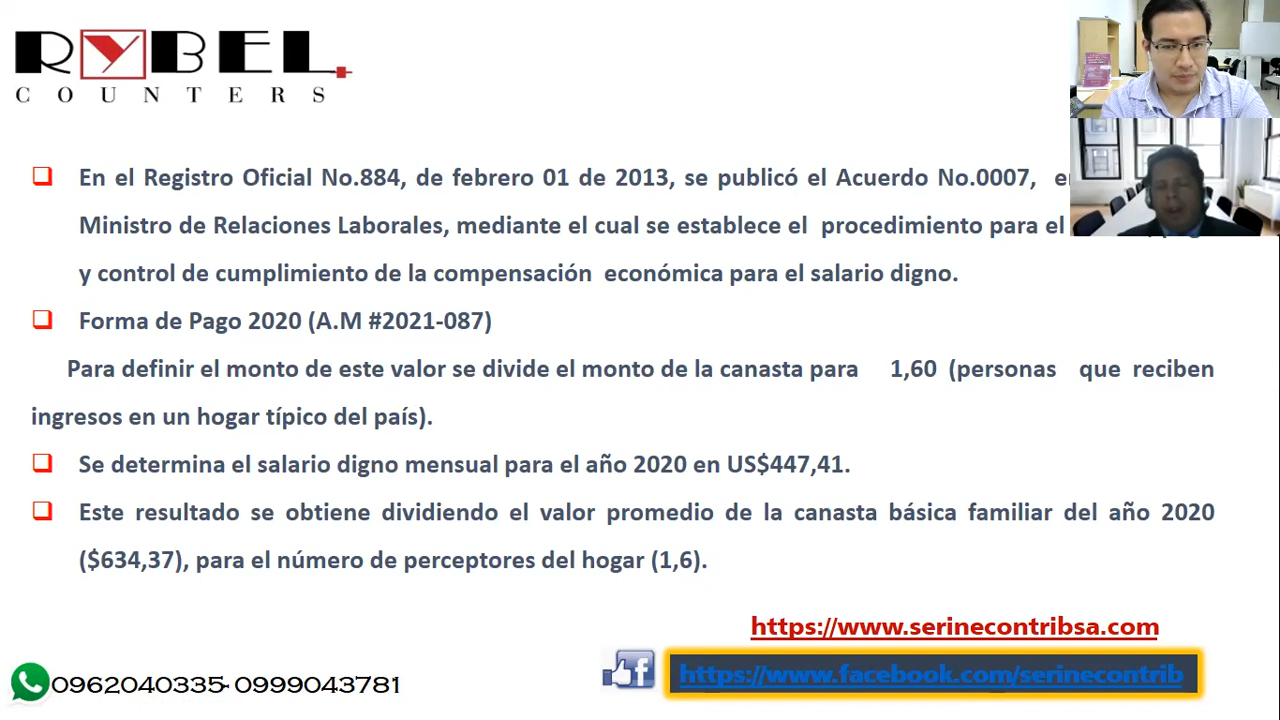 RYBEL
COUNTERS
En el Registro Oficial No.884, de febrero 01 de 2013, se publicó el Acuerdo No.0007,
Ministro de Relaciones Laborales, mediante el cual se establece el procedimiento para el
y control de cumplimiento de la compensación económica para el salario digno.
Forma de Pago 2020 (A.M #2021-087)
Para definir el monto de este valor se divide el monto de la canasta para 1,60 (personas que reciben
ingresos en un hogar típico del país).
Se determina el salario digno mensual para el año 2020 en US$447,41.
Este resultado se obtiene dividiendo el valor promedio de la canasta básica familiar del año 2020
($634,37), para el número de perceptores del hogar (1,6).
https://www.serinecontribsa.com
https://www.facebook.com/serinecontrib
0962040335- 0999043781